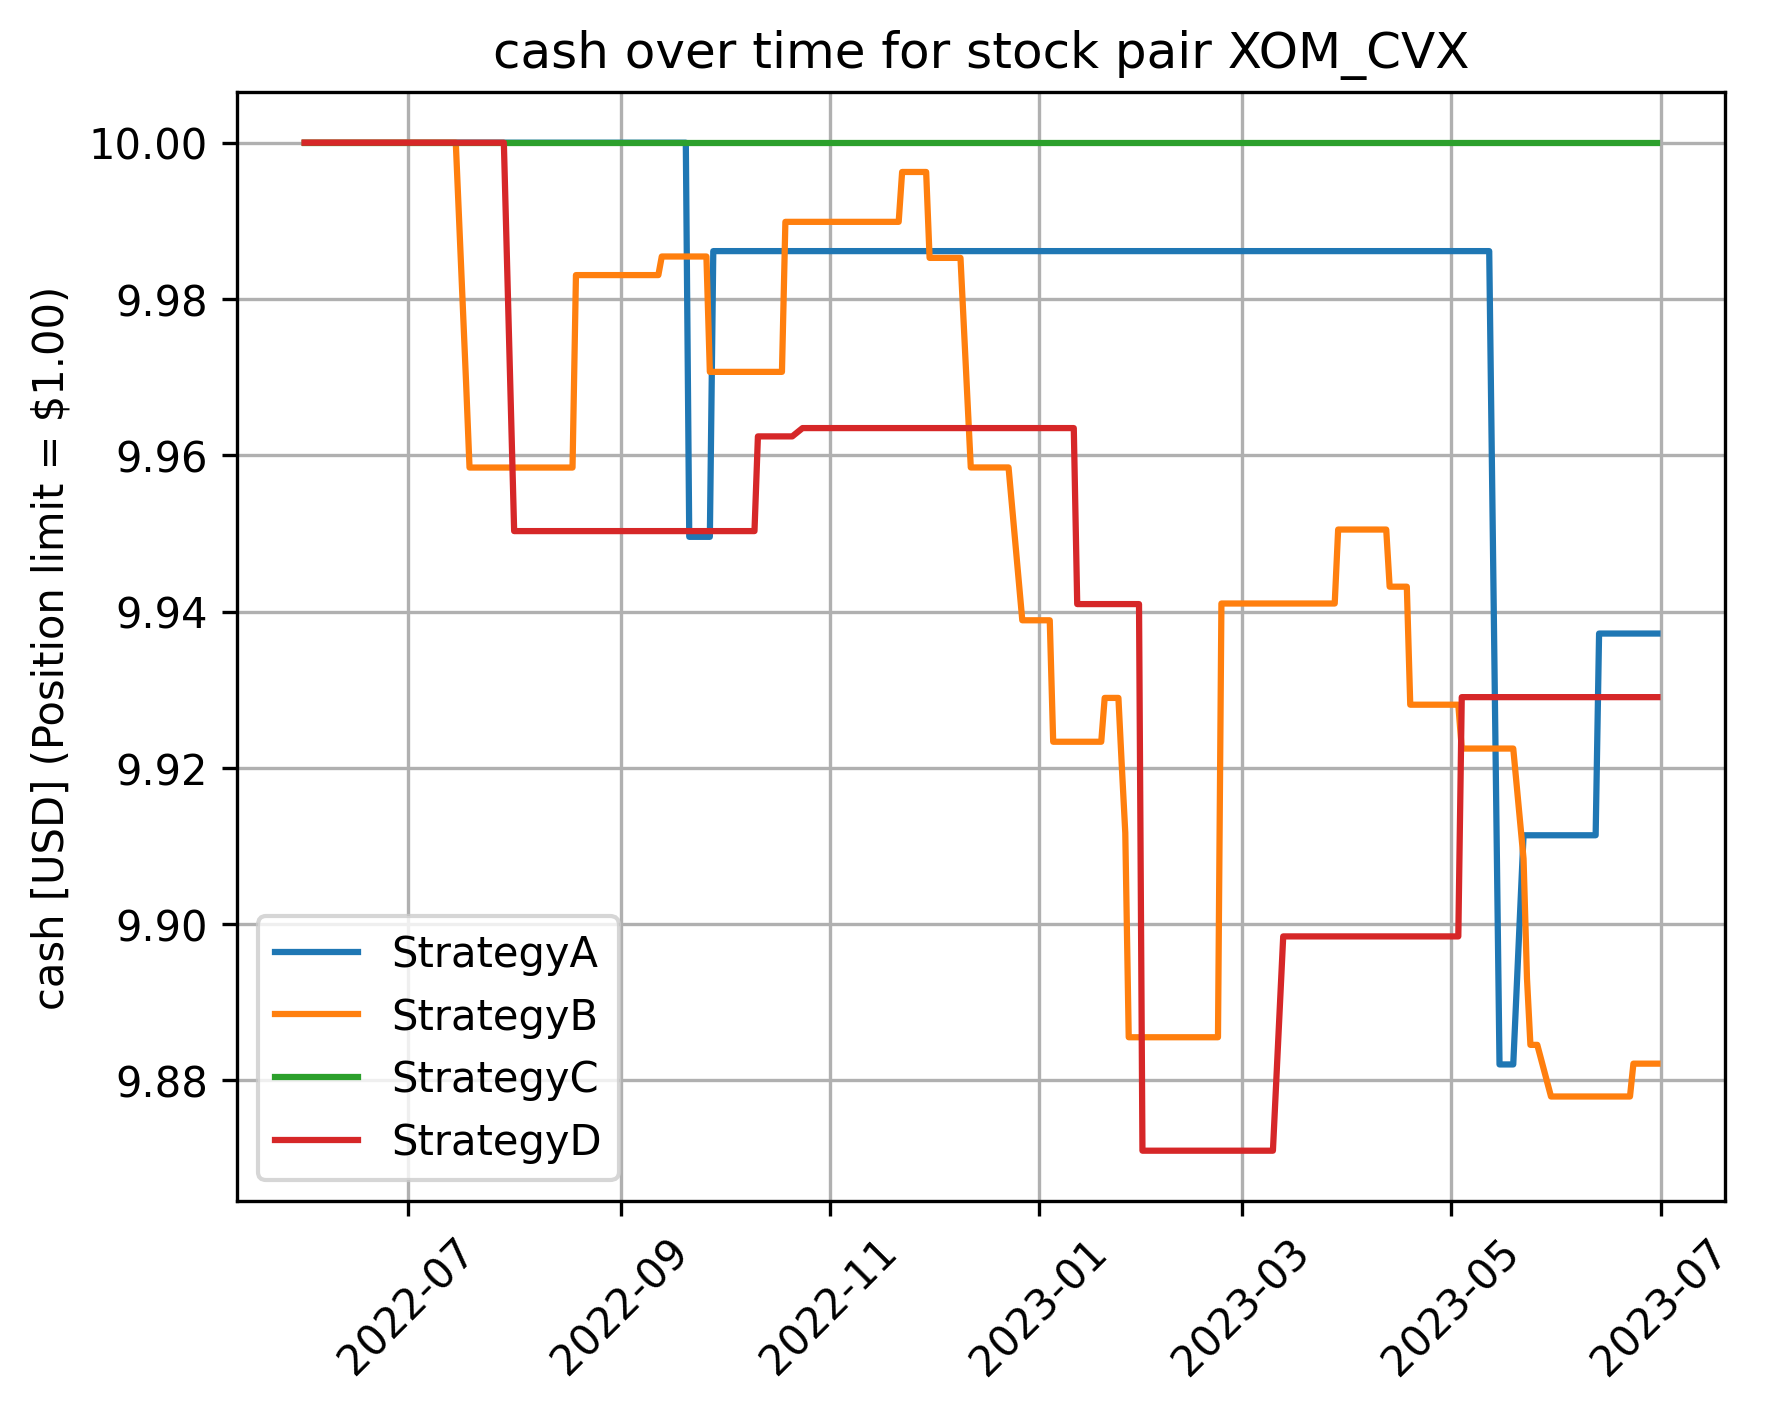 cash over time for stock pair XOM_CVX
cash [USD] (Position limit = $1.00)
10.00
9.98
9.96
9.94
9.92
9.90
9.88
StrategyA
StrategyB
StrategyC
StrategyD
2022-07
2022-09
2022-11
2023-01
2023-03
2023-05
2023-07